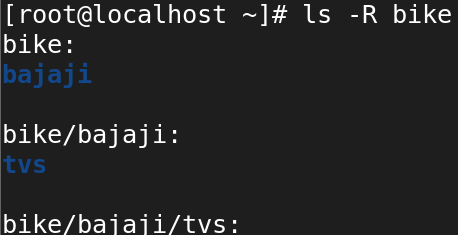 [root@localhost ~]# ls -R bike
bike:
bajaji
bike/bajaji:
tvs
bike/bajaji/tvs: